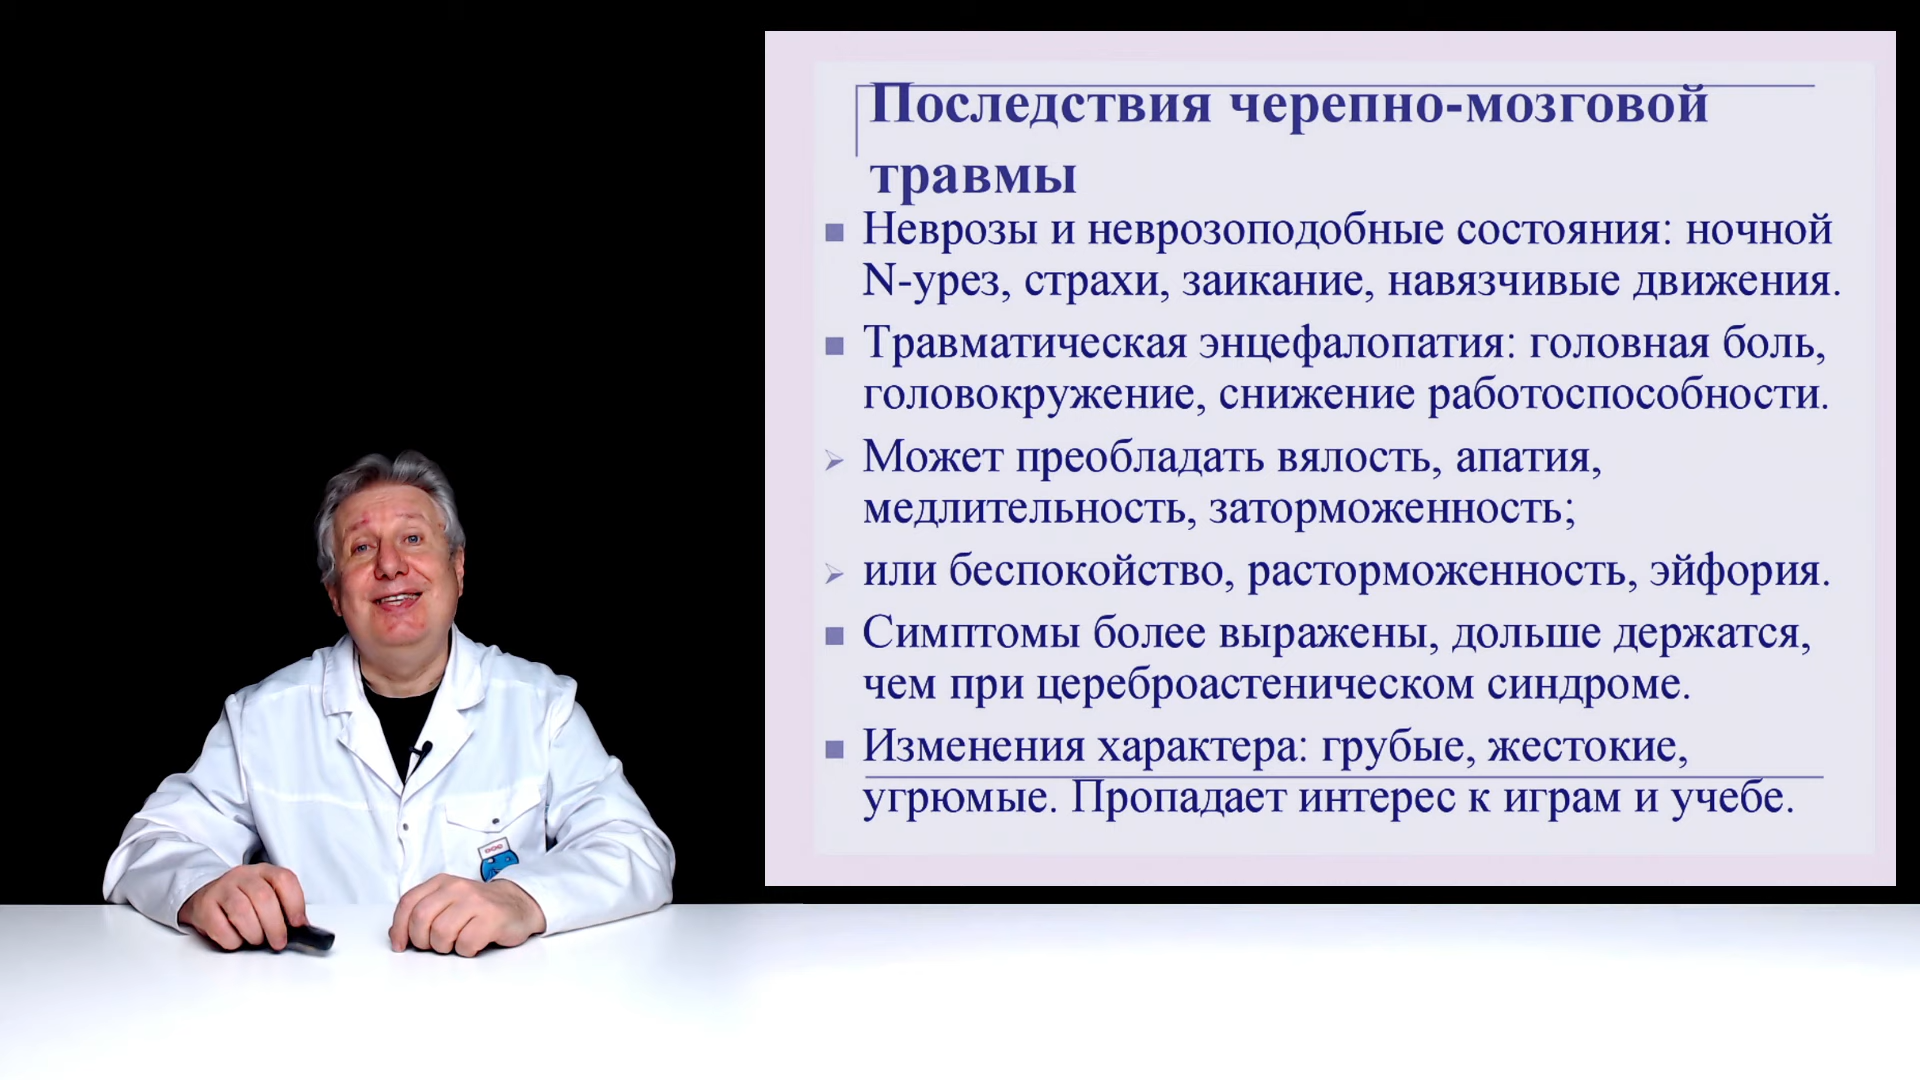 Последствия черепно-мозговой
травмы
Неврозы и неврозоподобные состояния: ночной
N-урез, страхи, заикание, навязчивые движения.
Травматическая энцефалопатия: головная боль,
головокружение, снижение работоспособности.
Может преобладать вялость, апатия,
медлительность, заторможенность;
или беспокойство, расторможенность, эйфория.
Симптомы более выражены, дольше держатся,
чем при цереброастеническом синдроме.
Изменения характера: грубые, жестокие,
угрюмые. Пропадает интерес к играм и учебе.